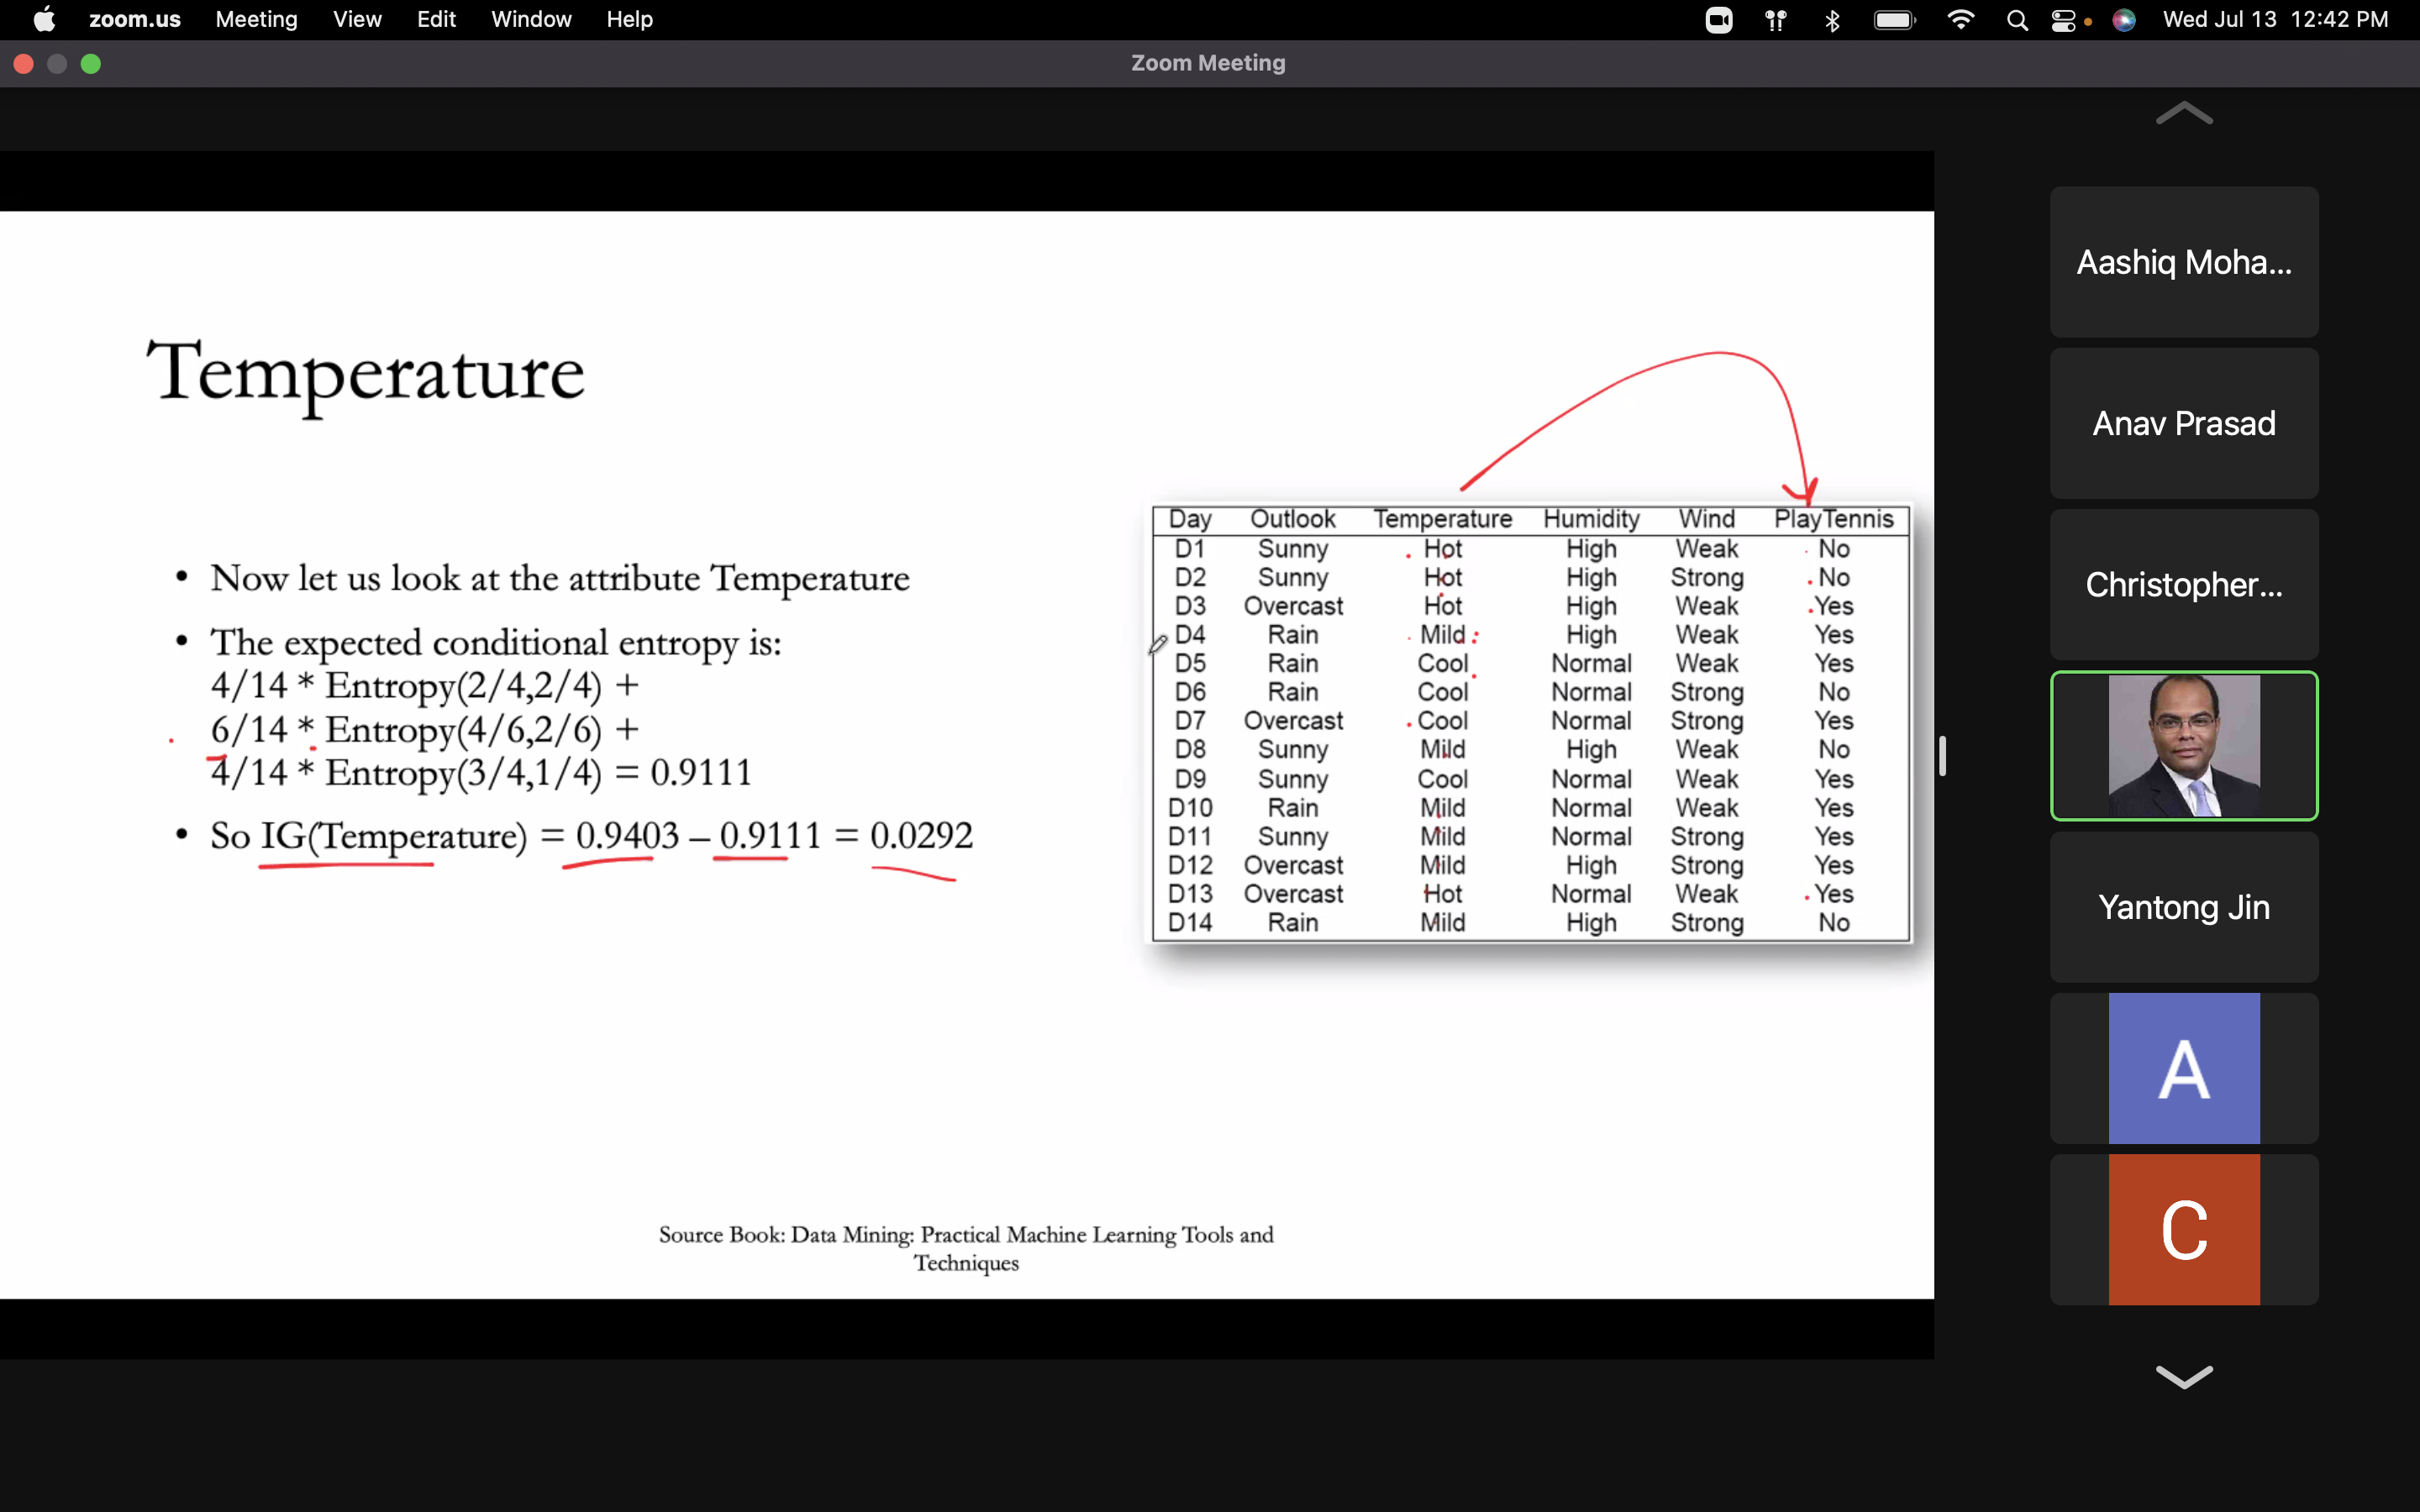 zoom.us Meeting View Edit Window Help Wed Jul 13 12:42 PM
Zoom Meeting
Temperature
• Now let us look at the attribute Temperature
• The expected conditional entropy is:
4/14 * Entropy(2/4,2/4) +
6/14 * Entropy(4/6,2/6) +
4/14 * Entropy(3/4,1/4) = 0.9111
• So IG(Temperature) = 0.9403 – 0.9111 = 0.0292
Day Outlook Temperature Humidity Wind PlayTennis
D1 Sunny Hot High Weak No
D2 Sunny Hot High Strong No
D3 Overcast Hot High Weak Yes
D4 Rain Mild High Weak Yes
D5 Rain Cool Normal Weak Yes
D6 Rain Cool Normal Strong No
D7 Overcast Cool Normal Strong Yes
D8 Sunny Mild High Weak No
D9 Sunny Cool Normal Weak Yes
D10 Rain Mild Normal Weak Yes
D11 Sunny Mild Normal Strong Yes
D12 Overcast Mild High Strong Yes
D13 Overcast Hot Normal Weak Yes
D14 Rain Mild High Strong No
Source Book: Data Mining: Practical Machine Learning Tools and
Techniques
Aashiq Moha...
Anav Prasad
Christopher...
Yantong Jin
A
C